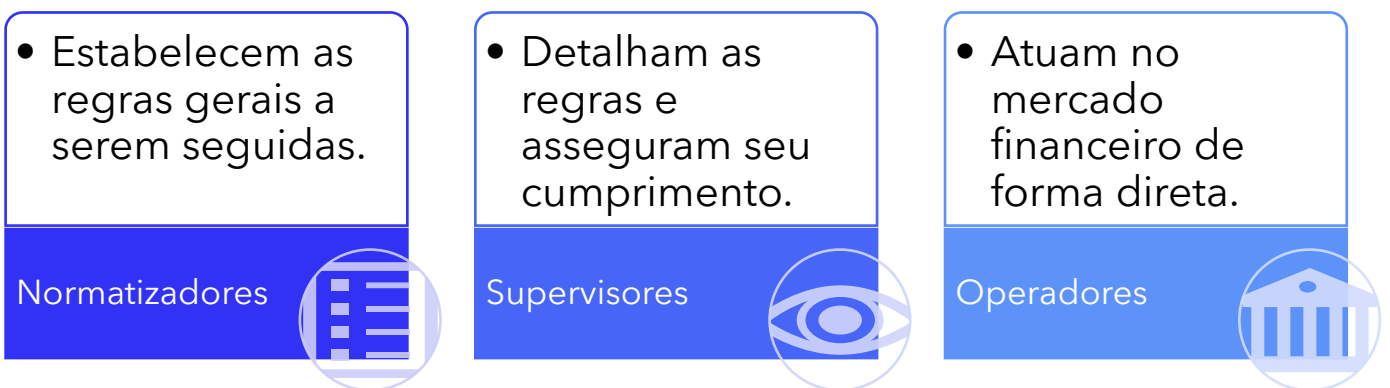 • Estabelecem as
regras gerais a
serem seguidas.
Normatizadores
• Detalham as
regras e
asseguram seu
cumprimento.
Supervisores
• Atuam no
mercado
financeiro de
forma direta.
Operadores